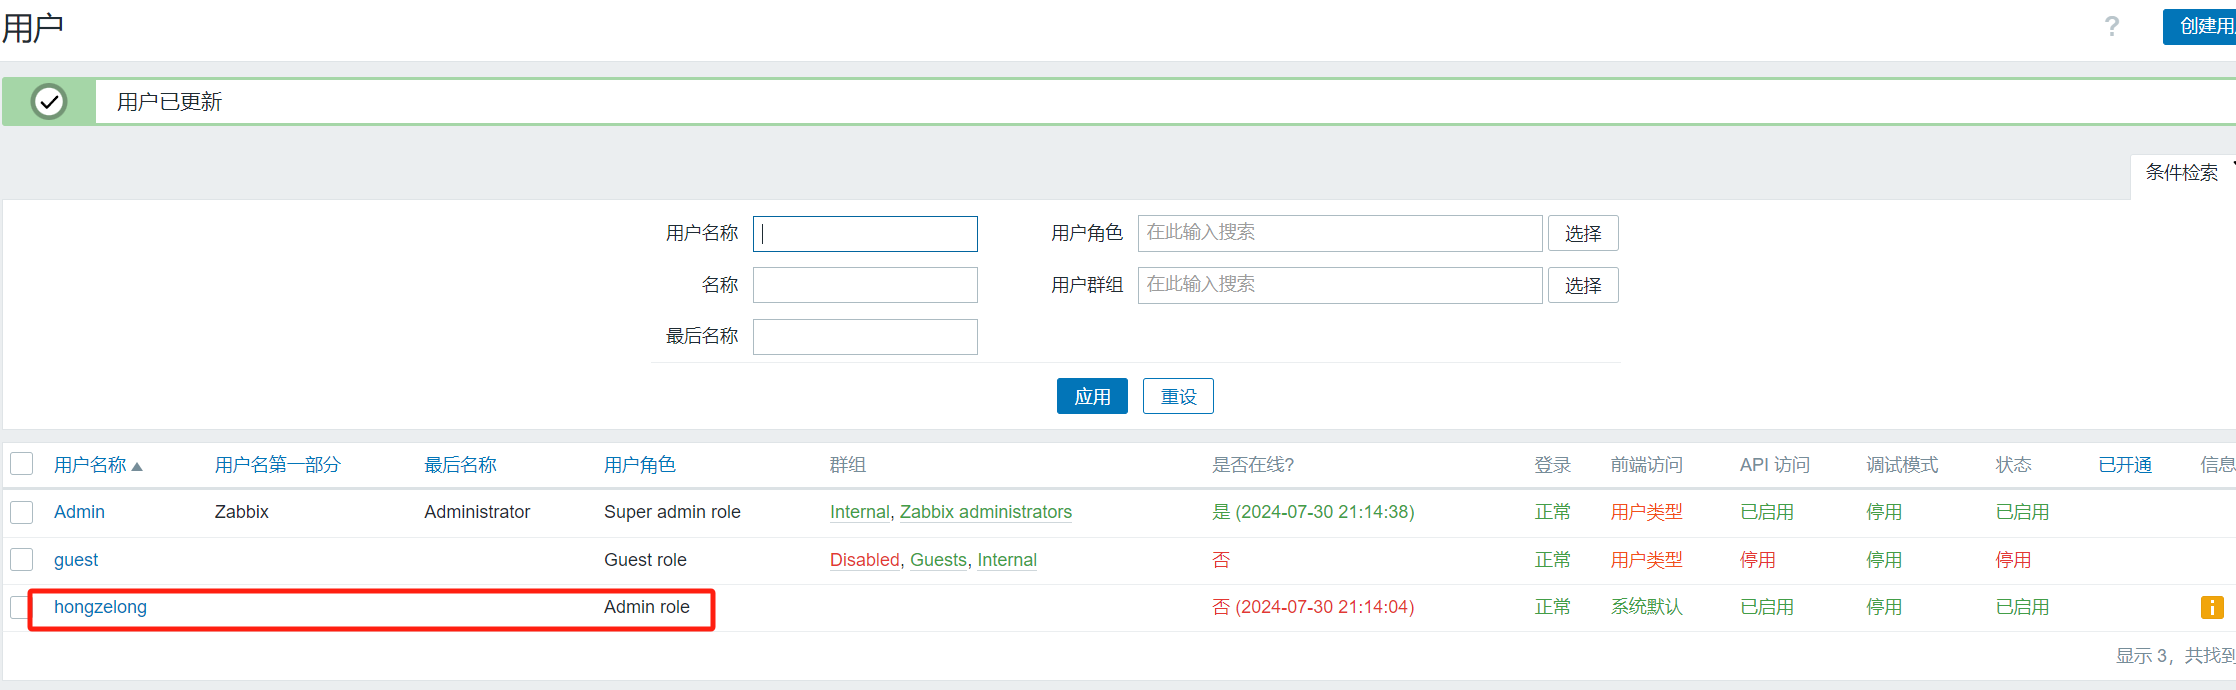 用户
? 创建用
用户已更新
条件检索
用户名称 用户角色 在此输入搜索 选择
名称 用户群组 在此输入搜索 选择
最后名称
应用 重设
用户名称▲ 用户名第一部分 最后名称 用户角色 群组 是否在线? 登录 前端访问 API 访问 调试模式 状态 已开通 信息
Admin Zabbix Administrator Super admin role Internal, Zabbix administrators 是 (2024-07-30 21:14:38) 正常 用户类型 已启用 停用 已启用
guest Guest role Disabled, Guests, Internal 否 正常 用户类型 停用 停用 停用
hongzelong Admin role 否 (2024-07-30 21:14:04) 正常 系统默认 已启用 停用 已启用 i
显示 3，共找到